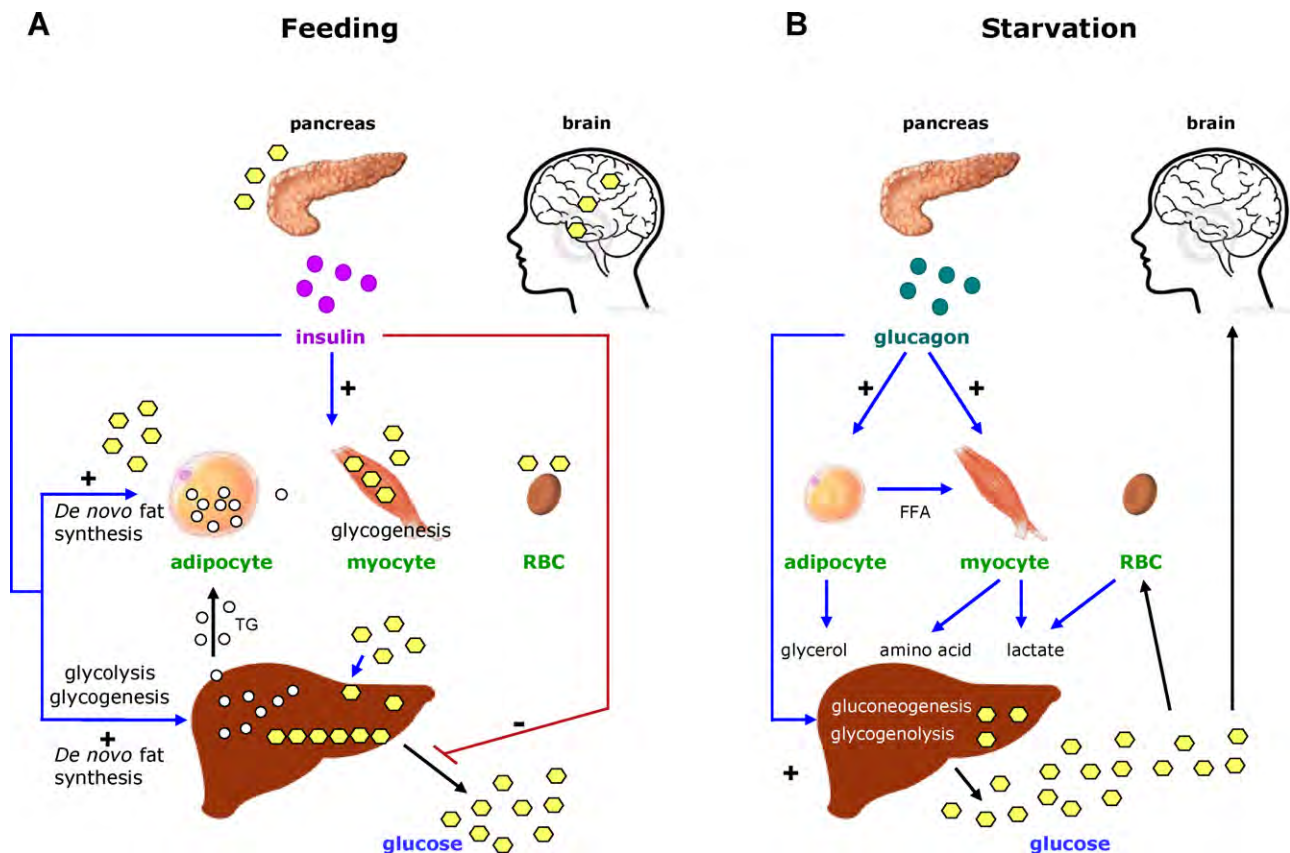 A
Feeding
pancreas
brain
insulin
+
+
De novo fat
synthesis
glycogenesis
adipocyte
myocyte
RBC
TG
glycolysis
glycogenesis
+
De novo fat
synthesis
-
glucose
B
Starvation
pancreas
brain
glucagon
+
+
FFA
adipocyte
myocyte
RBC
glycerol
amino acid
lactate
gluconeogenesis
glycogenolysis
+
glucose